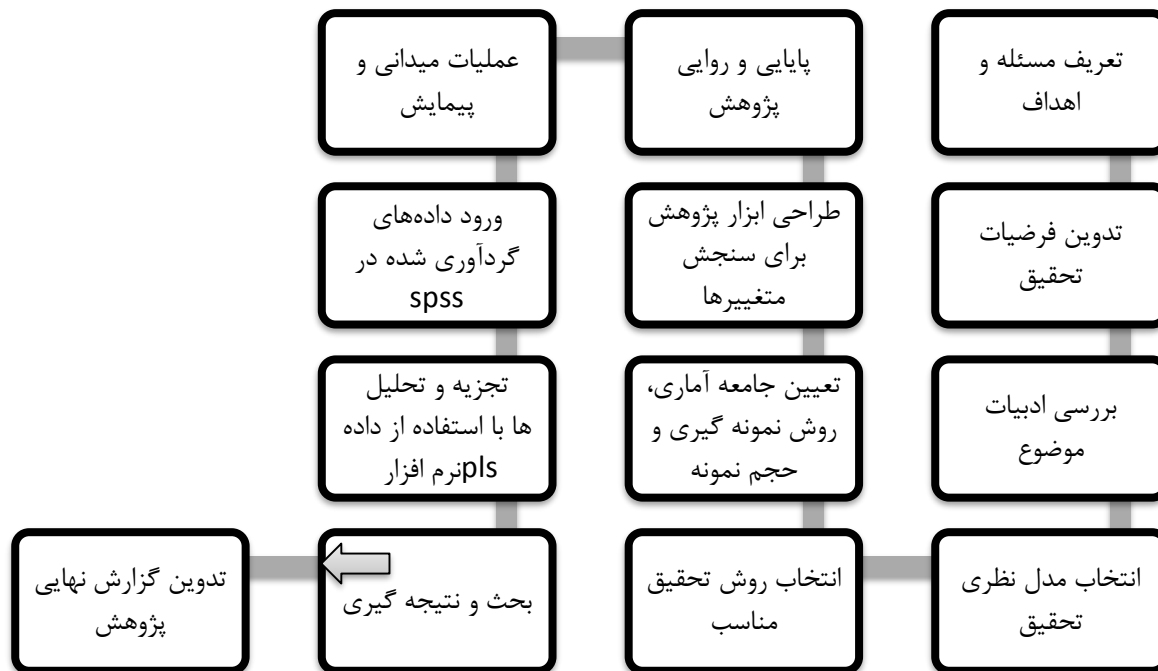 تعریف مسئله و
اهداف
تدوین فرضیات
تحقیق
بررسی ادبیات
موضوع
انتخاب مدل نظری
تحقیق
انتخاب روش تحقیق
مناسب
تعیین جامعه آماری،
روش نمونه گیری و
حجم نمونه
طراحی ابزار پژوهش
برای سنجش
متغییرها
پایایی و روایی
پژوهش
عملیات میدانی و
پیمایش
ورود داده‌های
گردآوری شده در
spss
تجزیه و تحلیل
ها با استفاده از داده
plsنرم افزار
بحث و نتیجه گیری
تدوین گزارش نهایی
پژوهش